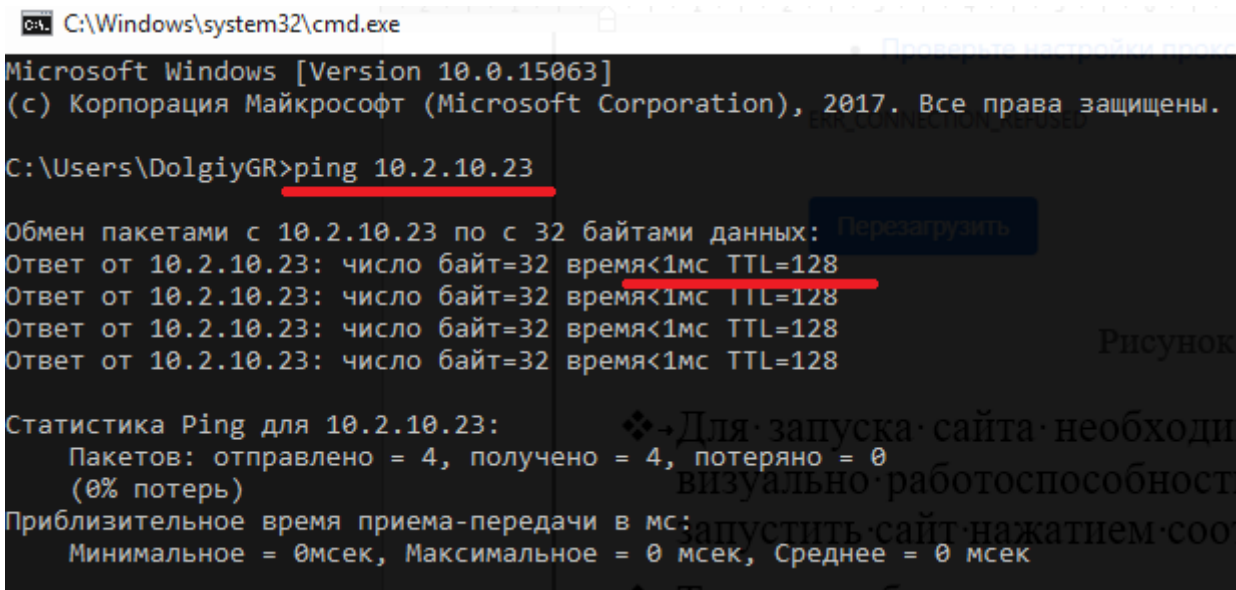 C:\Windows\system32\cmd.exe
Проверьте настройки
Microsoft Windows [Version 10.0.15063]
(c) Корпорация Майкрософт (Microsoft Corporation), 2017. Все права защищены.
ERR_CONNECTION_REFUSED
C:\Users\DolgiyGR>ping 10.2.10.23
Обмен пакетами с 10.2.10.23 по с 32 байтами данных:
Перезагрузить
Ответ от 10.2.10.23: число байт=32 время<1мс TTL=128
Ответ от 10.2.10.23: число байт=32 время<1мс TTL=128
Ответ от 10.2.10.23: число байт=32 время<1мс TTL=128
Ответ от 10.2.10.23: число байт=32 время<1мс TTL=128
Рисунок
Статистика Ping для 10.2.10.23:
Для запуска сайта
Пакетов: отправлено = 4, получено = 4, потеряно = 0
(0% потерь)
визуально
Приблизительное время приема-передачи в мс:
запустить сайт нажатием
Минимальное = 0мсек, Максимальное = 0 мсек, Среднее = 0 мсек